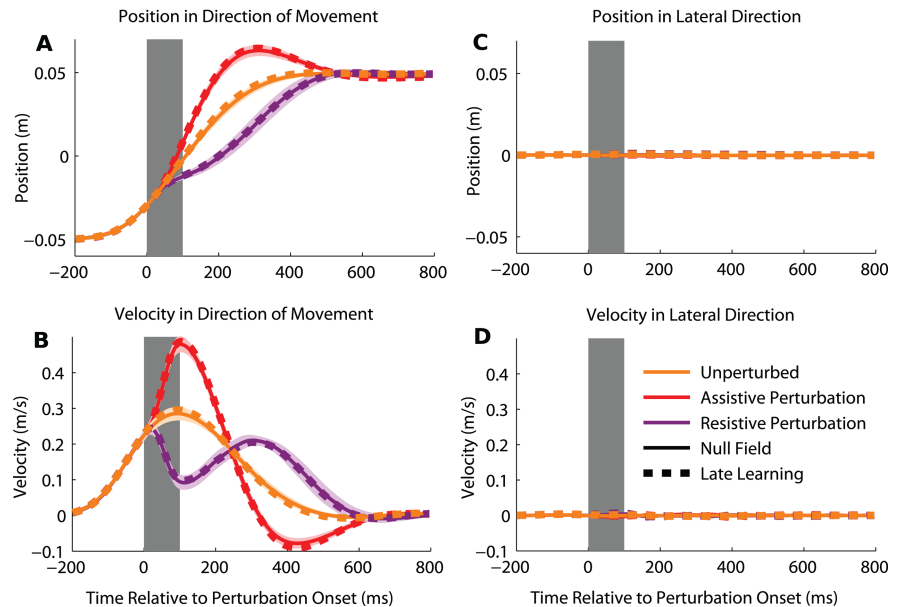 Position in Direction of Movement
A
Position (m)
0.05
0
−0.05
−200 0 200 400 600 800
Position in Lateral Direction
C
Position (m)
0.05
0
−0.05
−200 0 200 400 600 800
Velocity in Direction of Movement
B
Velocity (m/s)
0.4
0.3
0.2
0.1
0
−0.1
−200 0 200 400 600 800
Time Relative to Perturbation Onset (ms)
Velocity in Lateral Direction
D
Velocity (m/s)
0.4
0.3
0.2
0.1
0
−0.1
Unperturbed
Assistive Perturbation
Resistive Perturbation
Null Field
Late Learning
−200 0 200 400 600 800
Time Relative to Perturbation Onset (ms)